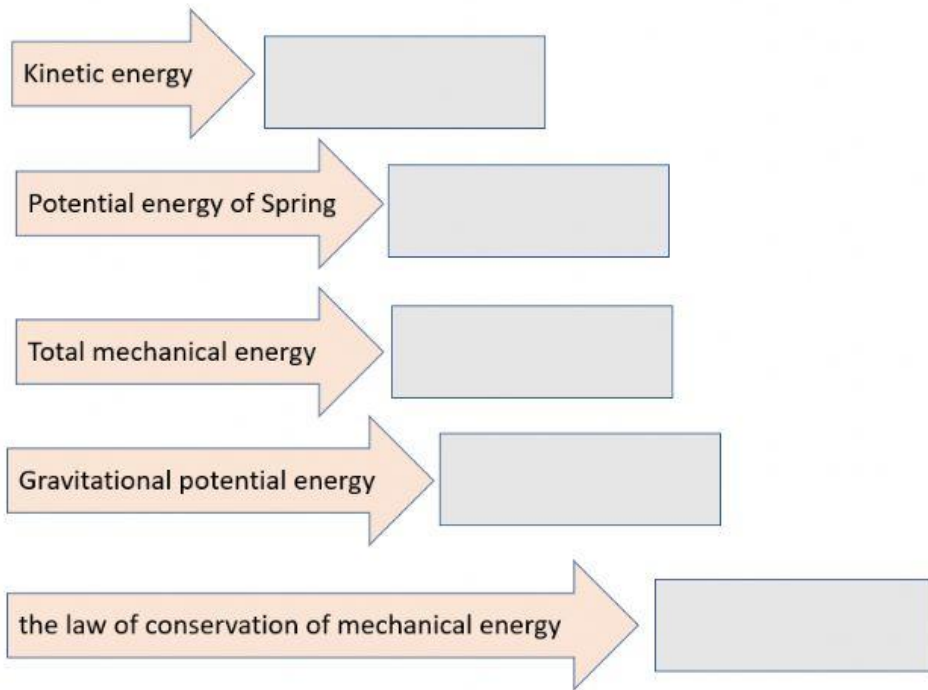 Kinetic energy
Potential energy of Spring
Total mechanical energy
Gravitational potential energy
the law of conservation of mechanical energy